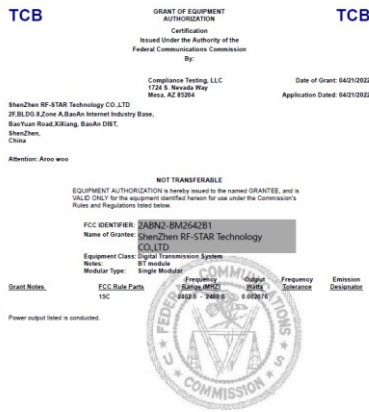 TCB
GRANT OF EQUIPMENT
AUTHORIZATION
TCB
Certification
Issued Under the Authority of the
Federal Communications Commission
By:
Compliance Testing, LLC
1724 S. Nevada Way
Mesa, AZ 85204
Date of Grant: 04/21/2022
Application Dated: 04/21/2022
ShenZhen RF-STAR Technology CO.,LTD
2F,BLDG.8,Zone A,BaoAn Internet Industry Base,
BaoYuan Road,XiXiang, BaoAn DIST,
ShenZhen,
China
Attention: Aroo woo
NOT TRANSFERABLE
EQUIPMENT AUTHORIZATION is hereby issued to the named GRANTEE, and is
VALID ONLY for the equipment identified hereon for use under the Commission's
Rules and Regulations listed below.
FCC IDENTIFIER: 2ABN2-BM2642B1
Name of Grantee: ShenZhen RF-STAR Technology
CO,LTD
Equipment Class: Digital Transmission System
Notes: BT module
Modular Type: Single Modular
Grant Notes FCC Rule Parts Frequency Range (MHZ) Output Watts Frequency Tolerance Emission Designator
15C 2402.0 - 2480.0 0.002076
Power output listed is conducted.
FEDERAL COMMUNICATIONS COMMISSION
U S